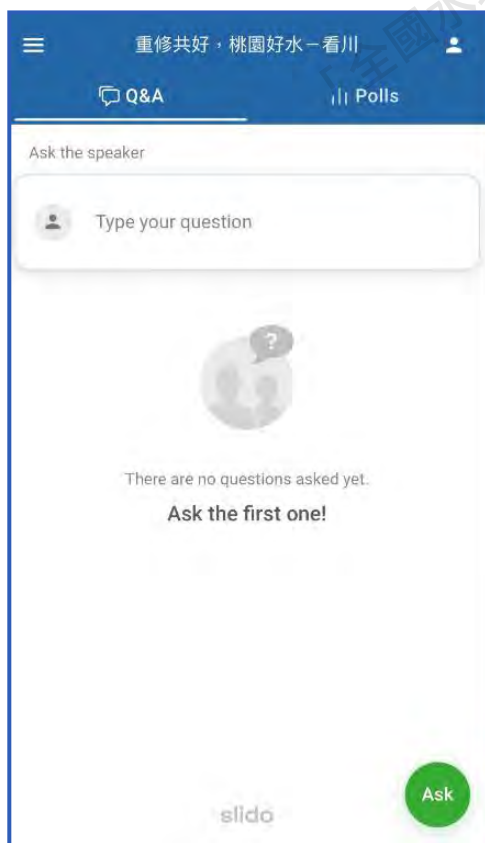 重修共好，桃園好水－看川
Q&A
Polls
Ask the speaker
Type your question
?
There are no questions asked yet.
Ask the first one!
Ask
slido